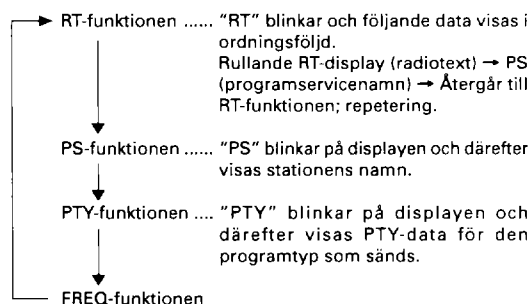 RT-funktionen ...... "RT" blinkar och följande data visas i
ordningsföljd.
Rullande RT-display (radiotext) → PS
(programservicenamn) → Återgår till
RT-funktionen; repetering.
PS-funktionen ...... "PS" blinkar på displayen och därefter
visas stationens namn.
PTY-funktionen .... "PTY" blinkar på displayen och
därefter visas PTY-data för den
programtyp som sänds.
FREQ-funktionen